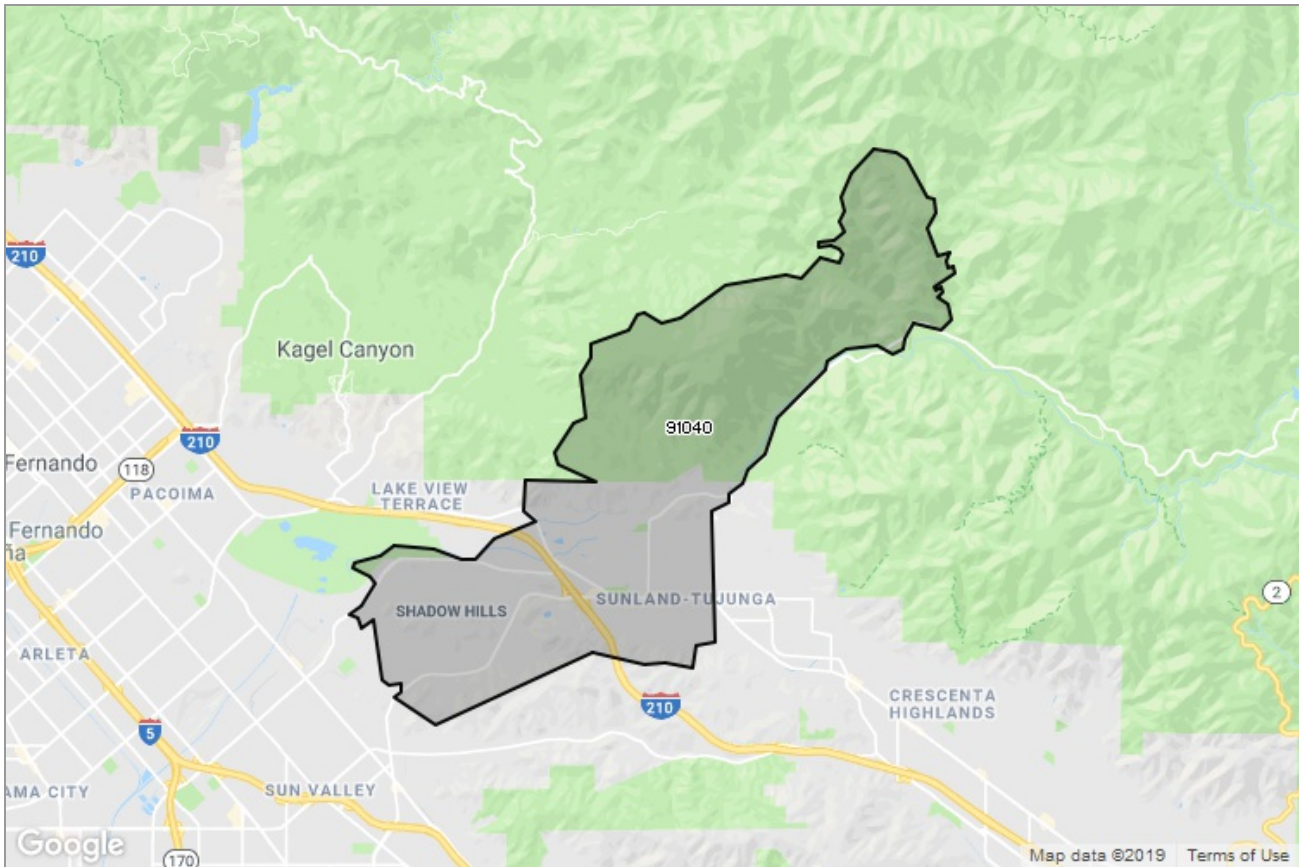 210
Kagel Canyon
91040
210
Fernando
118
PACOIMA
LAKE VIEW
TERRACE
Fernando
SHADOW HILLS
SUNLAND-TUJUNGA
2
ARLETA
CRESCENTA
HIGHLANDS
210
5
AMA CITY
SUN VALLEY
Google
170
Map data ©2019
Terms of Use